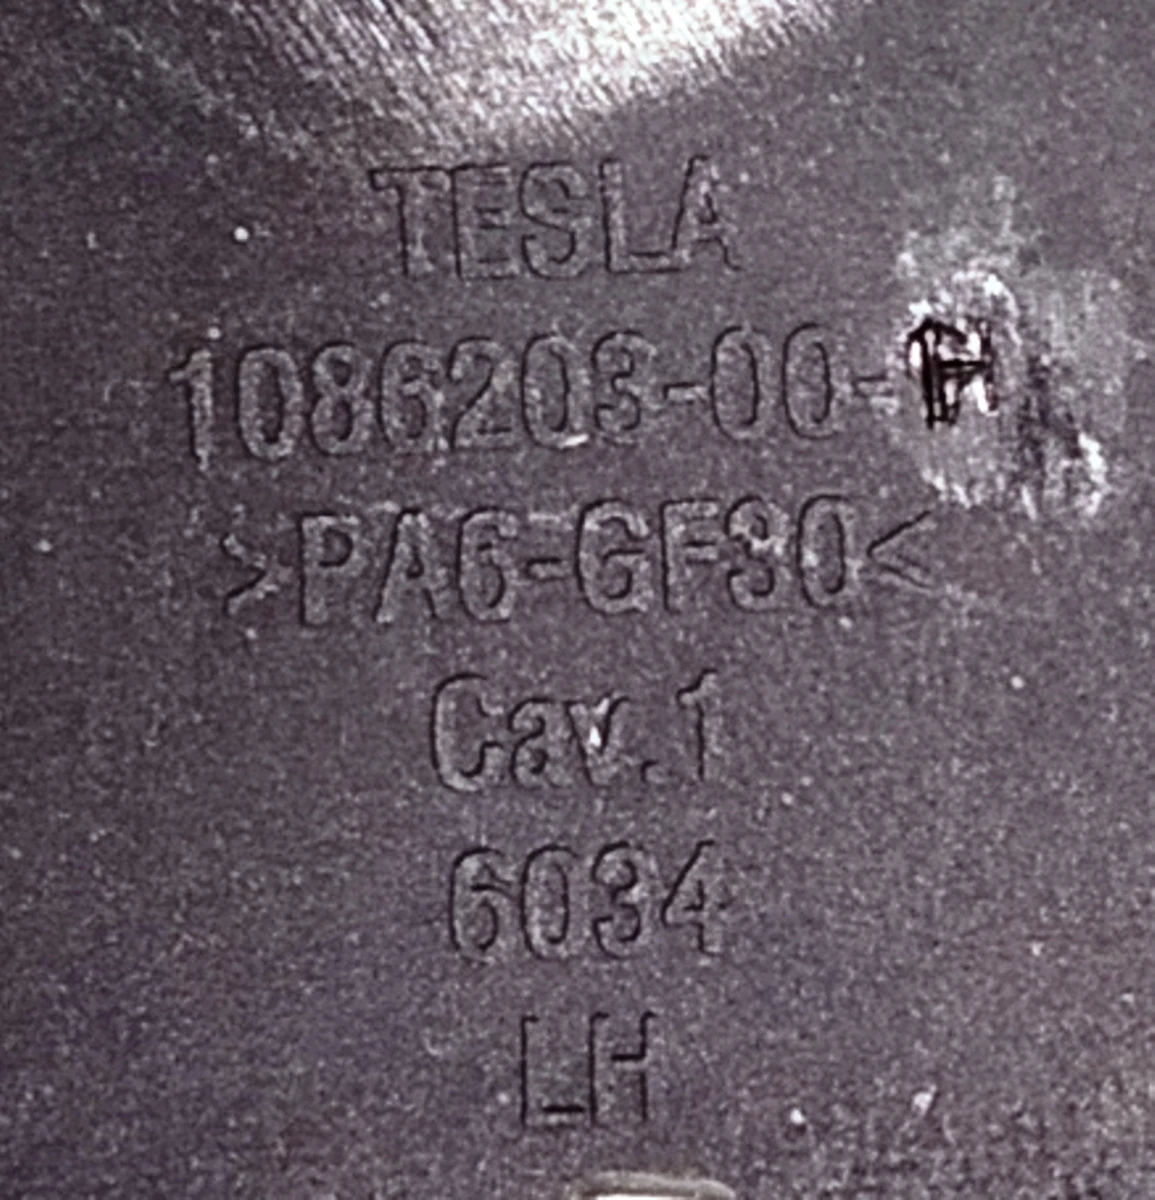 TESLA
1086203-00-H
>PA6-GF30<
Cav.1
6034
LH